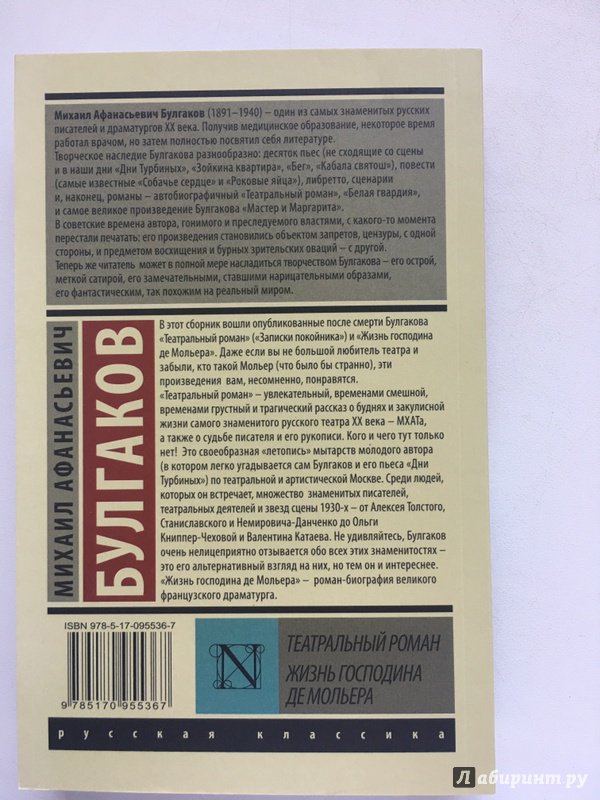 Михаил Афанасьевич Булгаков (1891–1940) – один из самых знаменитых русских
писателей и драматургов XX века. Получив медицинское образование, некоторое время
работал врачом, но затем полностью посвятил себя литературе.
Творческое наследие Булгакова разнообразно: десяток пьес (не сходящие со сцены
и в наши дни «Дни Турбиных», «Зойкина квартира», «Бег», «Кабала святош»), повести
(самые известные «Собачье сердце» и «Роковые яйца»), либретто, сценарии
и, наконец, романы – автобиографичный «Театральный роман», «Белая гвардия»,
и самое великое произведение Булгакова «Мастер и Маргарита».
В советские времена автора, гонимого и преследуемого властями, с какого-то момента
перестали печатать: его произведения становились объектом запретов, цензуры, с одной
стороны, и предметом восхищения и бурных зрительских оваций – с другой.
Теперь же читатель может в полной мере насладиться творчеством Булгакова – его острой,
меткой сатирой, его замечательными, ставшими нарицательными образами,
его фантастическим, так похожим на реальный миром.
МИХАИЛ АФАНАСЬЕВИЧ
БУЛГАКОВ
В этот сборник вошли опубликованные после смерти Булгакова
«Театральный роман» («Записки покойника») и «Жизнь господина
де Мольера». Даже если вы не большой любитель театра и
забыли, кто такой Мольер (что было бы странно), эти
произведения вам, несомненно, понравятся.
«Театральный роман» – увлекательный, временами смешной,
временами грустный и трагический рассказ о буднях и закулисной
жизни самого знаменитого русского театра XX века – МХАТа,
а также о судьбе писателя и его рукописи. Кого и чего тут только
нет! Это своеобразная «летопись» мытарств молодого автора
(в котором легко угадывается сам Булгаков и его пьеса «Дни
Турбиных») по театральной и артистической Москве. Среди людей,
которых он встречает, множество знаменитых писателей,
театральных деятелей и звезд сцены 1930-х – от Алексея Толстого,
Станиславского и Немировича-Данченко до Ольги
Книппер-Чеховой и Валентина Катаева. Не удивляйтесь, Булгаков
очень нелицеприятно отзывается обо всех этих знаменитостях –
это его альтернативный взгляд на них, но тем он и интереснее.
«Жизнь господина де Мольера» – роман-биография великого
французского драматурга.
ISBN 978-5-17-095536-7
9 785170 955367
N
ТЕАТРАЛЬНЫЙ РОМАН
ЖИЗНЬ ГОСПОДИНА
ДЕ МОЛЬЕРА
русская классика
Лабиринт.ру